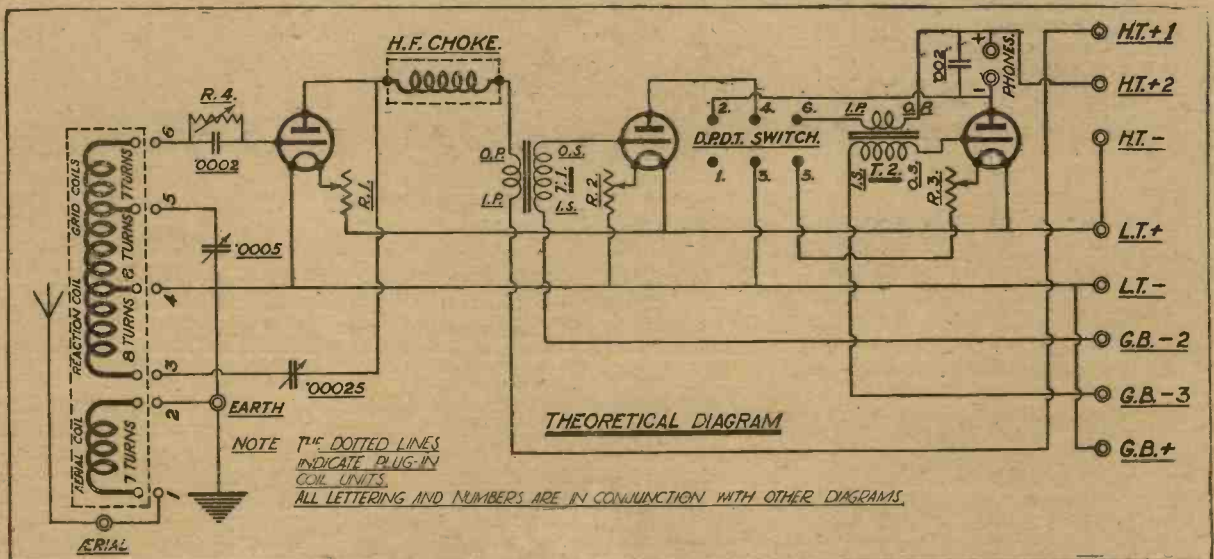 H.F. CHOKE.
H.T.+1
H.T.+2
H.T.-
L.T.+
L.T.-
G.B.-2
G.B.-3
G.B.+
R.4.
'0002
6
5
4
3
2
1
GRID COILS
7 TURNS
8 TURNS
REACTION COIL
8 TURNS
AERIAL COIL
7 TURNS
'0005
'00025
R.1.
O.P.
I.P.
O.S.
T.1.
I.S.
R.2.
2. 4. 6.
D.P.D.T. SWITCH.
1. 3. 5.
I.P. O.P.
I.S. T.2. O.S.
R.3.
'002
+
-
PHONES.
EARTH
ÆRIAL
THEORETICAL DIAGRAM
NOTE THE DOTTED LINES
INDICATE PLUG-IN
COIL UNITS.
ALL LETTERING AND NUMBERS ARE IN CONJUNCTION WITH OTHER DIAGRAMS.